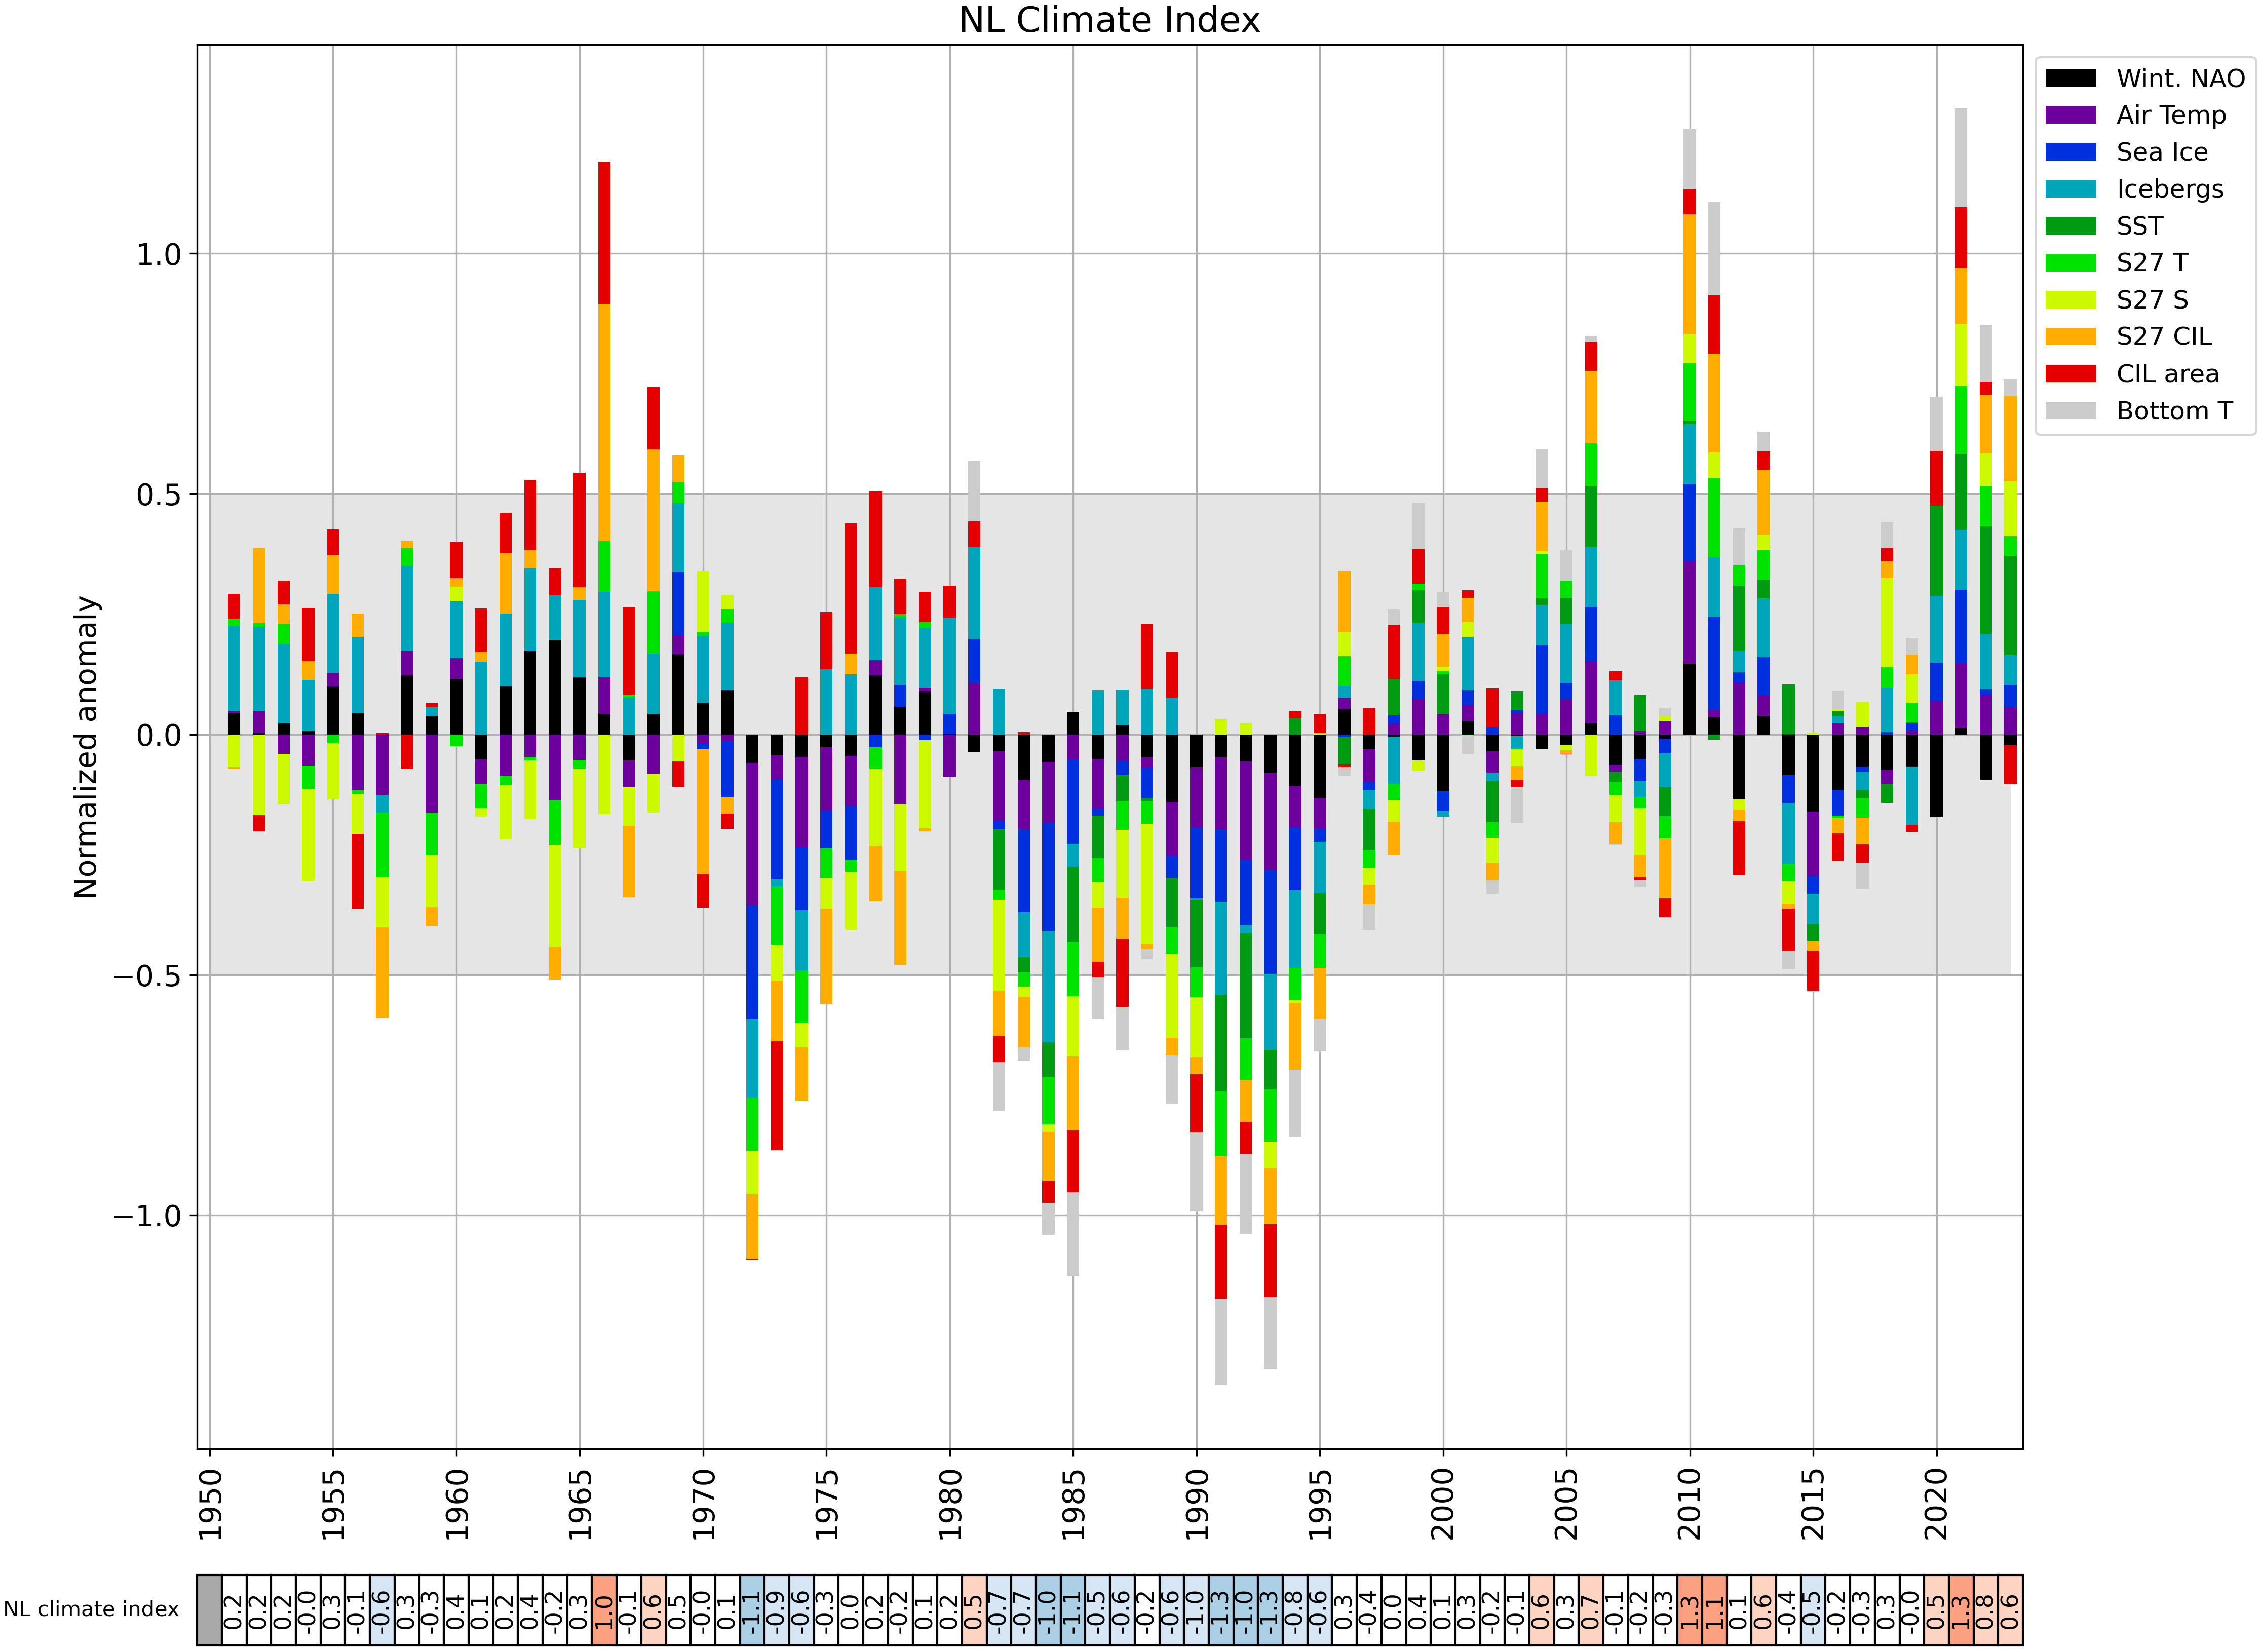 NL Climate Index
Normalized anomaly
1.0
0.5
0.0
−0.5
−1.0
Wint. NAO
Air Temp
Sea Ice
Icebergs
SST
S27 T
S27 S
S27 CIL
CIL area
Bottom T
1950 1955 1960 1965 1970 1975 1980 1985 1990 1995 2000 2005 2010 2015 2020
NL climate index 0.2 0.2 0.2 -0.0 0.3 -0.1 -0.6 0.3 -0.3 0.4 0.1 0.2 0.4 -0.2 0.3 1.0 -0.1 0.6 0.5 -0.0 0.1 -1.1 -0.9 -0.6 -0.3 0.0 0.2 -0.2 0.1 0.2 0.5 -0.7 -0.7 -1.0 -1.1 -0.5 -0.6 -0.2 -0.6 -1.0 -1.3 -1.0 -1.3 -0.8 -0.6 0.3 -0.4 0.0 0.4 0.1 0.3 -0.2 -0.1 0.6 0.3 0.7 -0.1 -0.2 -0.3 1.3 1.1 0.1 0.6 -0.4 -0.5 -0.2 -0.3 0.3 -0.0 0.5 1.3 0.8 0.6